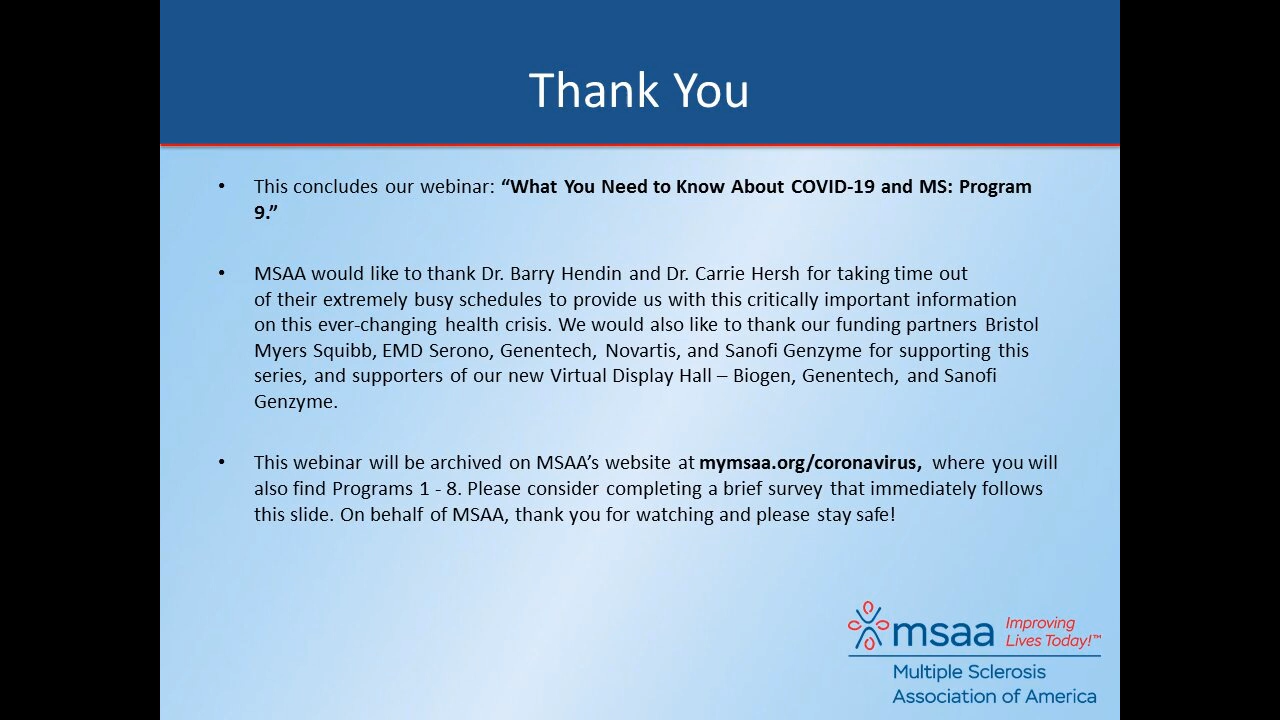 Thank You
• This concludes our webinar: “What You Need to Know About COVID-19 and MS: Program
9.”
• MSAA would like to thank Dr. Barry Hendin and Dr. Carrie Hersh for taking time out
of their extremely busy schedules to provide us with this critically important information
on this ever-changing health crisis. We would also like to thank our funding partners Bristol
Myers Squibb, EMD Serono, Genentech, Novartis, and Sanofi Genzyme for supporting this
series, and supporters of our new Virtual Display Hall – Biogen, Genentech, and Sanofi
Genzyme.
• This webinar will be archived on MSAA’s website at mymsaa.org/coronavirus, where you will
also find Programs 1 - 8. Please consider completing a brief survey that immediately follows
this slide. On behalf of MSAA, thank you for watching and please stay safe!
msaa
Improving
Lives Today!™
Multiple Sclerosis
Association of America